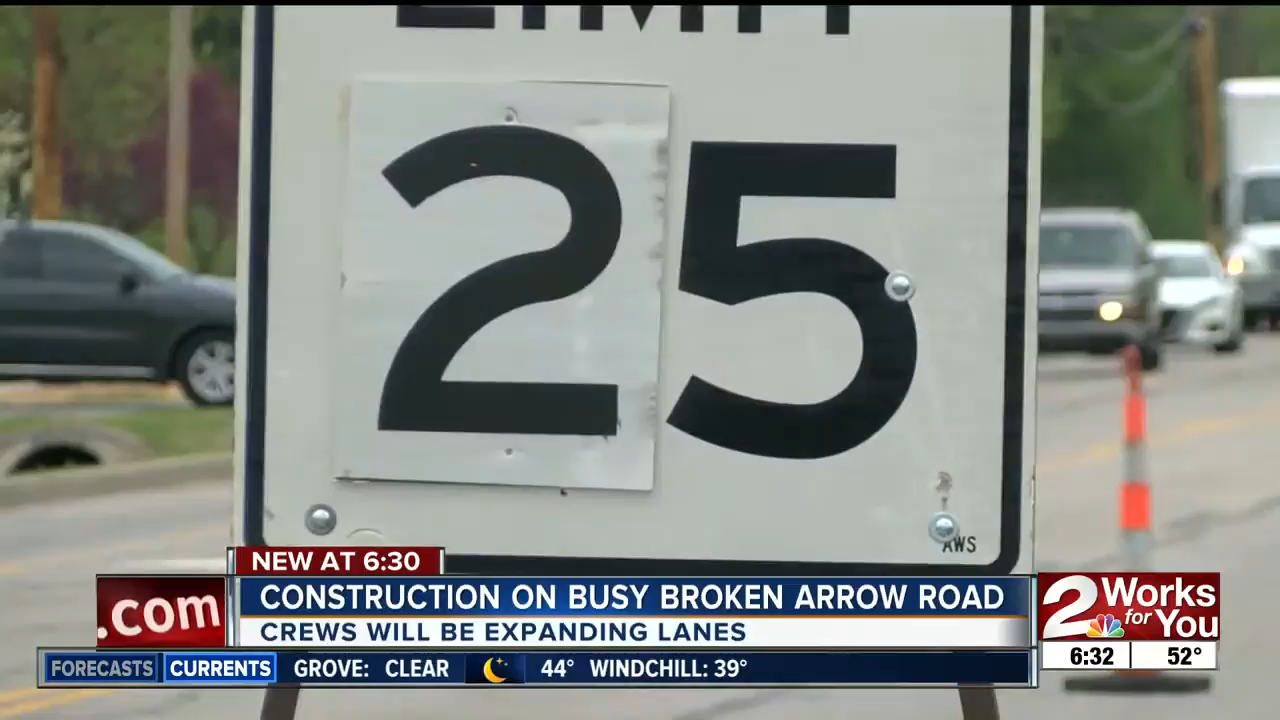 LIMIT
25
AWS
NEW AT 6:30
.com
CONSTRUCTION ON BUSY BROKEN ARROW ROAD
CREWS WILL BE EXPANDING LANES
2 Works for You
6:32 52°
FORECASTS CURRENTS GROVE: CLEAR 44° WINDCHILL: 39°